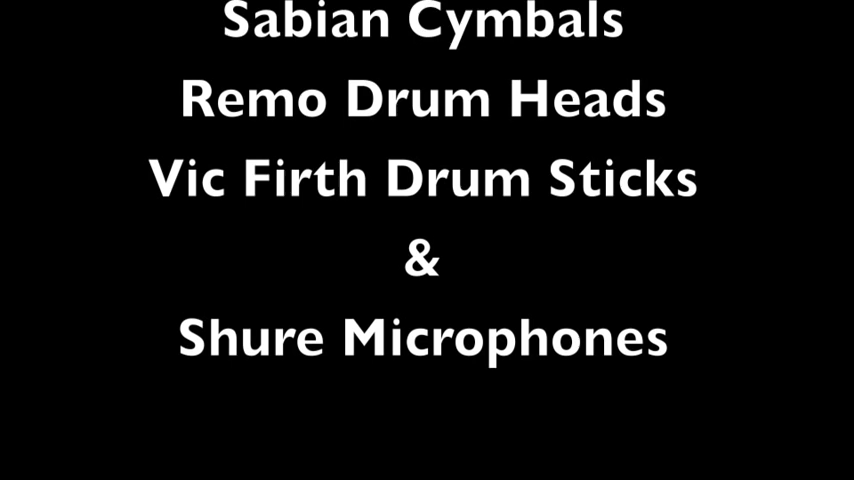 Sabian Cymbals
Remo Drum Heads
Vic Firth Drum Sticks
&
Shure Microphones